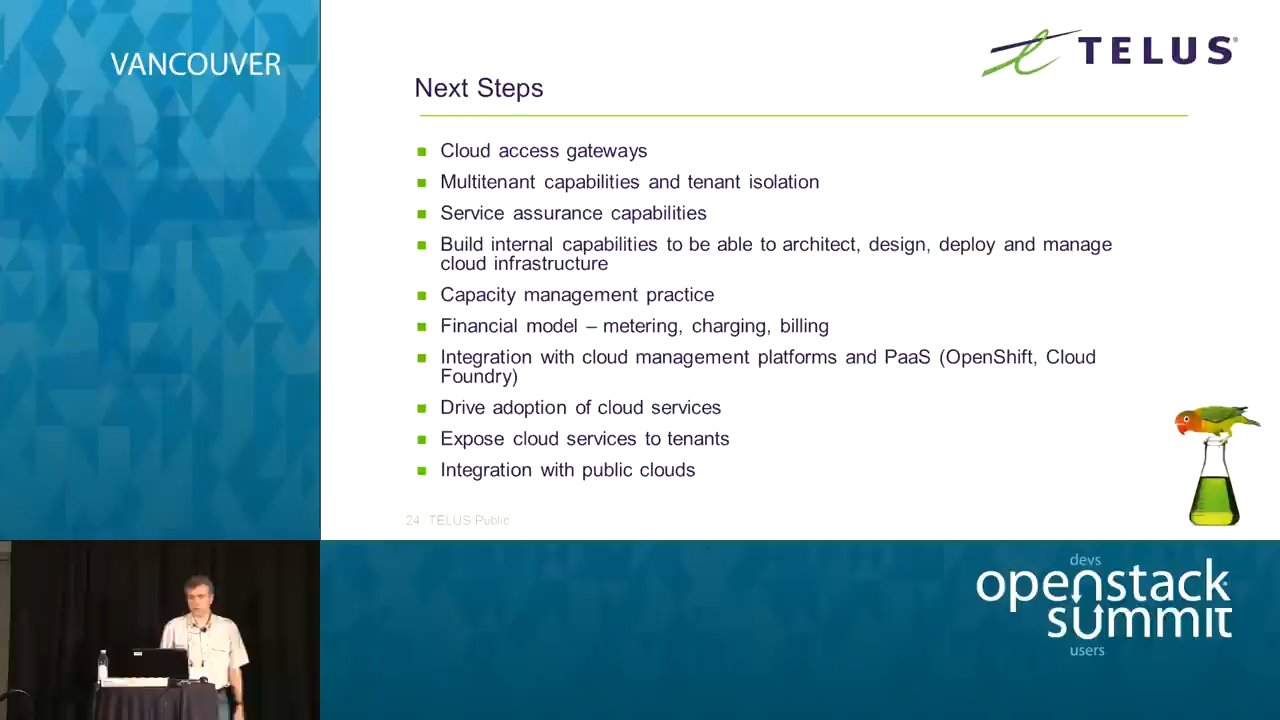 VANCOUVER
TELUS
Next Steps
Cloud access gateways
Multitenant capabilities and tenant isolation
Service assurance capabilities
Build internal capabilities to be able to architect, design, deploy and manage
cloud infrastructure
Capacity management practice
Financial model – metering, charging, billing
Integration with cloud management platforms and PaaS (OpenShift, Cloud
Foundry)
Drive adoption of cloud services
Expose cloud services to tenants
Integration with public clouds
24 TELUS Public
devs
openstack
summit
users